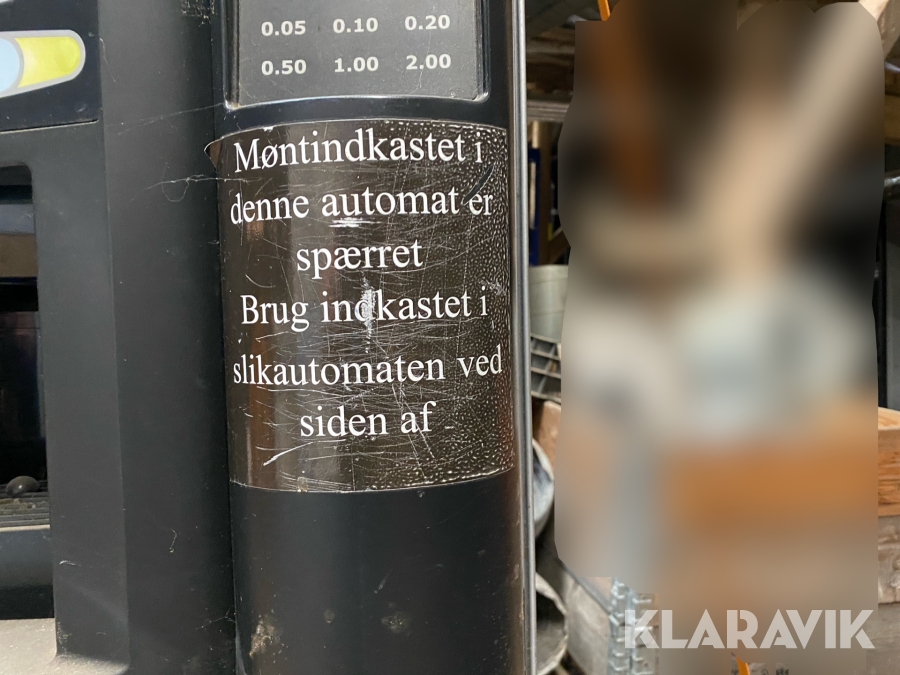 0.05 0.10 0.20
0.50 1.00 2.00
Møntindkastet i
denne automat er
spærret
Brug indkastet i
slikautomaten ved
siden af
KLARAVIK